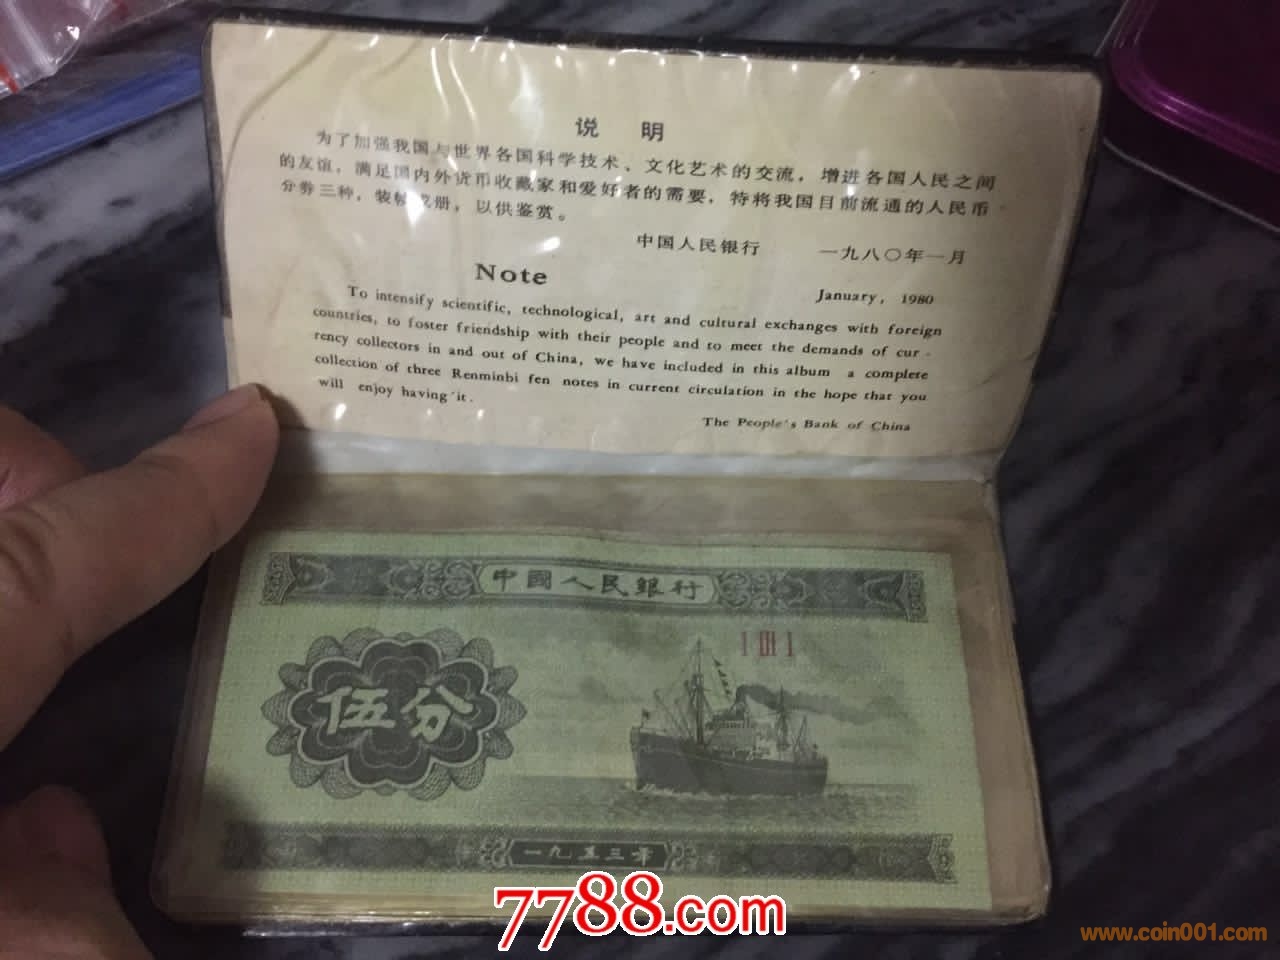 说 明
为了加强我国与世界各国科学技术、文化艺术的交流，增进各国人民之间
的友谊，满足国内外货币收藏家和爱好者的需要，特将我国目前流通的人民币
分券三种，装帧成册，以供鉴赏。
中国人民银行 一九八〇年一月
Note
January, 1980
To intensify scientific, technological, art and cultural exchanges with foreign
countries, to foster friendship with their people and to meet the demands of cur-
rency collectors in and out of China, we have included in this album a complete
collection of three Renminbi fen notes in current circulation in the hope that you
will enjoy having it.
The People's Bank of China
中國人民銀行
I III I
伍分
一九五三年
7788.com
www.coin001.com